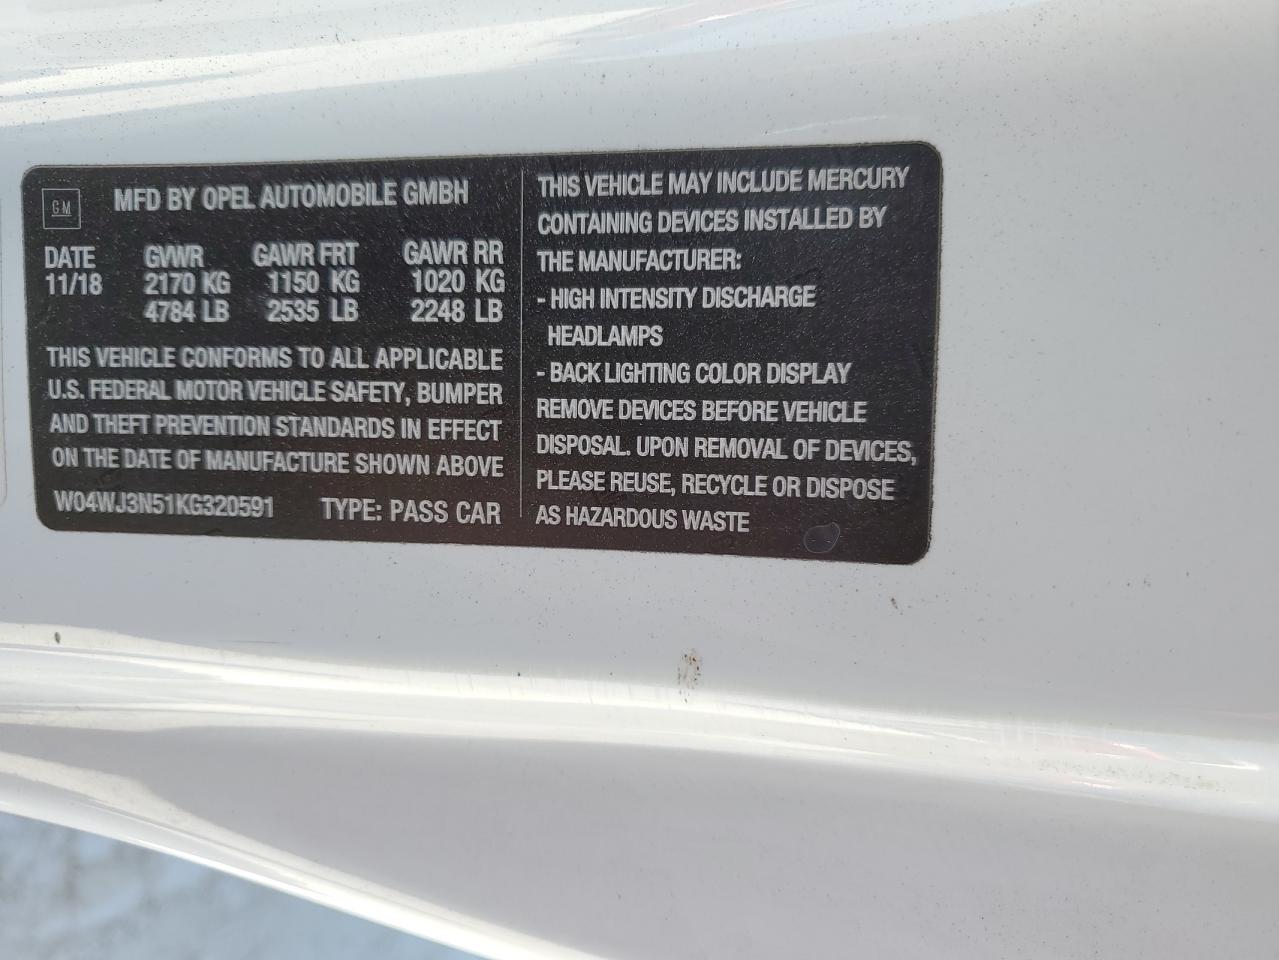 GM
MFD BY OPEL AUTOMOBILE GMBH
DATE GVWR GAWR FRT GAWR RR
11/18 2170 KG 1150 KG 1020 KG
4784 LB 2535 LB 2248 LB
THIS VEHICLE CONFORMS TO ALL APPLICABLE
U.S. FEDERAL MOTOR VEHICLE SAFETY, BUMPER
AND THEFT PREVENTION STANDARDS IN EFFECT
ON THE DATE OF MANUFACTURE SHOWN ABOVE
W04WJ3N51KG320591 TYPE: PASS CAR
THIS VEHICLE MAY INCLUDE MERCURY
CONTAINING DEVICES INSTALLED BY
THE MANUFACTURER:
- HIGH INTENSITY DISCHARGE
HEADLAMPS
- BACK LIGHTING COLOR DISPLAY
REMOVE DEVICES BEFORE VEHICLE
DISPOSAL. UPON REMOVAL OF DEVICES,
PLEASE REUSE, RECYCLE OR DISPOSE
AS HAZARDOUS WASTE